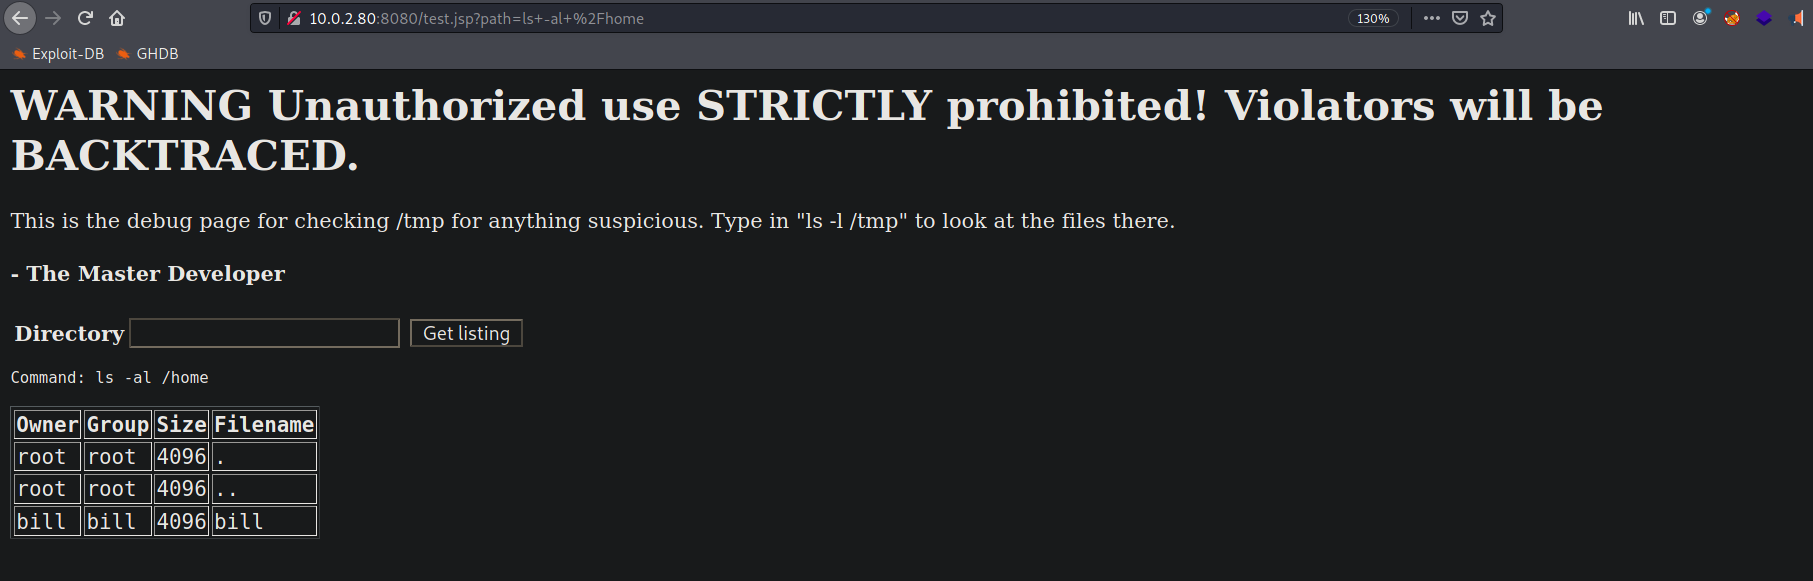 10.0.2.80:8080/test.jsp?path=ls+-al+%2Fhome
130%
Exploit-DB
GHDB
WARNING Unauthorized use STRICTLY prohibited! Violators will be
BACKTRACED.
This is the debug page for checking /tmp for anything suspicious. Type in "ls -l /tmp" to look at the files there.
- The Master Developer
Directory Get listing
Command: ls -al /home
Owner Group Size Filename
root root 4096 .
root root 4096 ..
bill bill 4096 bill